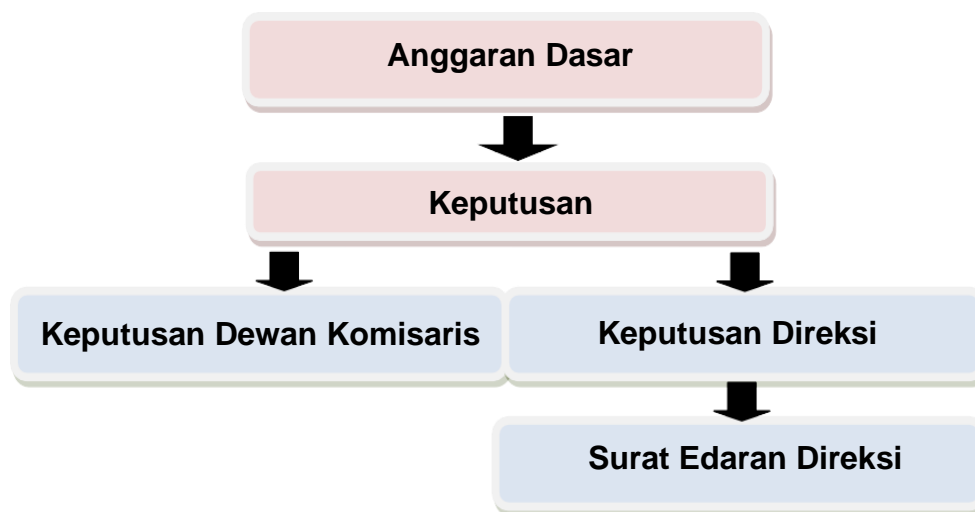 Anggaran Dasar
Keputusan
Keputusan Dewan Komisaris
Keputusan Direksi
Surat Edaran Direksi